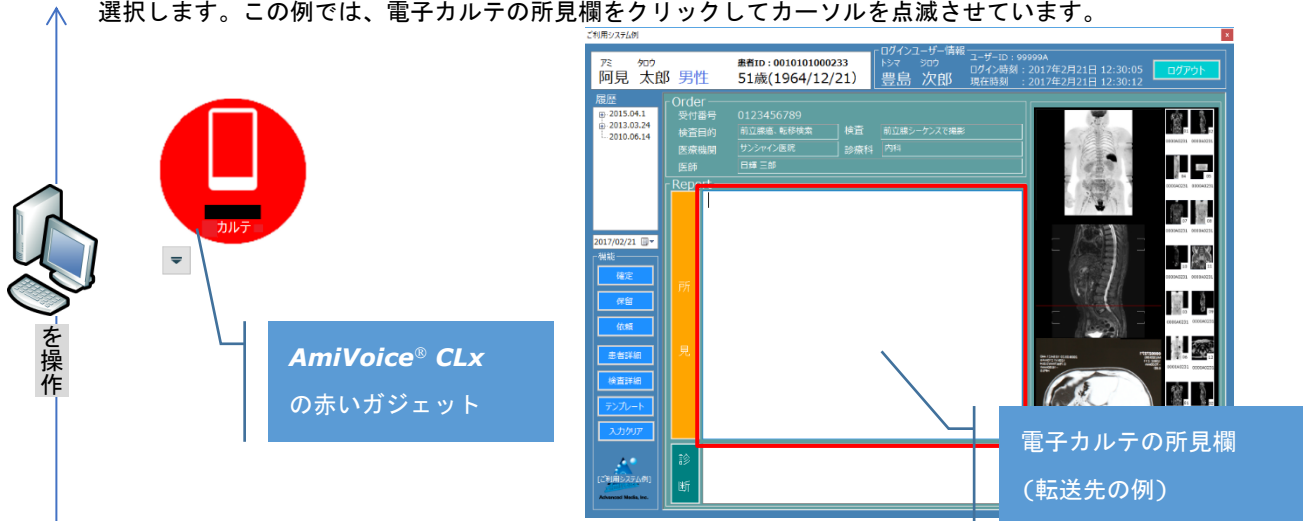 選択します。この例では、電子カルテの所見欄をクリックしてカーソルを点滅させています。
を操作
カルテ
AmiVoice® CLx
の赤いガジェット
ご利用システム例
x
アミ タロウ
阿見 太郎 男性
患者ID：0010101000233
51歳(1964/12/21)
ログインユーザー情報
トシマ ジロウ
豊島 次郎
ユーザーID：99999A
ログイン時刻：2017年2月21日 12:30:05
現在時刻：2017年2月21日 12:30:12
ログアウト
履歴
2015.04.1
2013.03.24
2010.06.14
2017/02/21
機能
確定
保留
依頼
患者詳細
検査詳細
テンプレート
入力クリア
[ご利用システム例]
Advanced Media, Inc.
Order
受付番号 0123456789
検査目的 前立腺癌、転移検索 検査 前立腺シーケンスで撮影
医療機関 サンシャイン医院 診療科 内科
医師 日輝 三郎
Report
所見
診断
電子カルテの所見欄
（転送先の例）